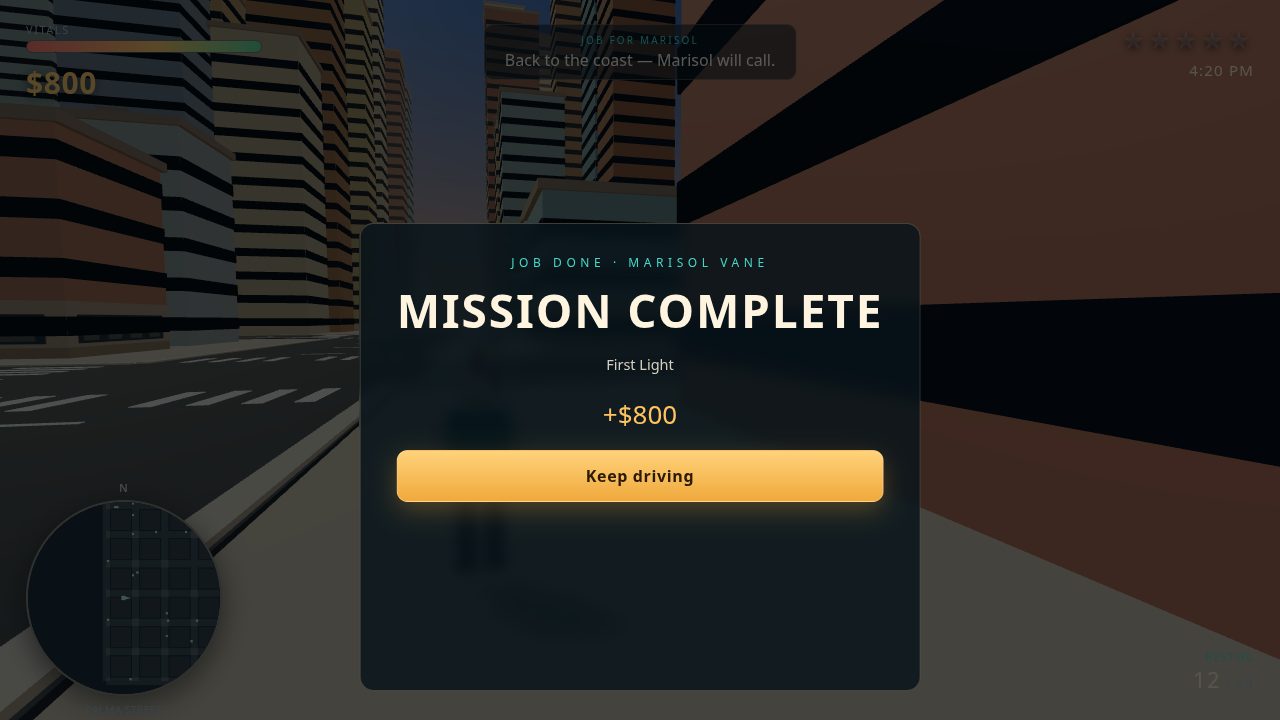 VITALS
$800
JOB FOR MARISOL
Back to the coast — Marisol will call.
4:20 PM
JOB DONE · MARISOL VANE
MISSION COMPLETE
First Light
+$800
Keep driving
N
12